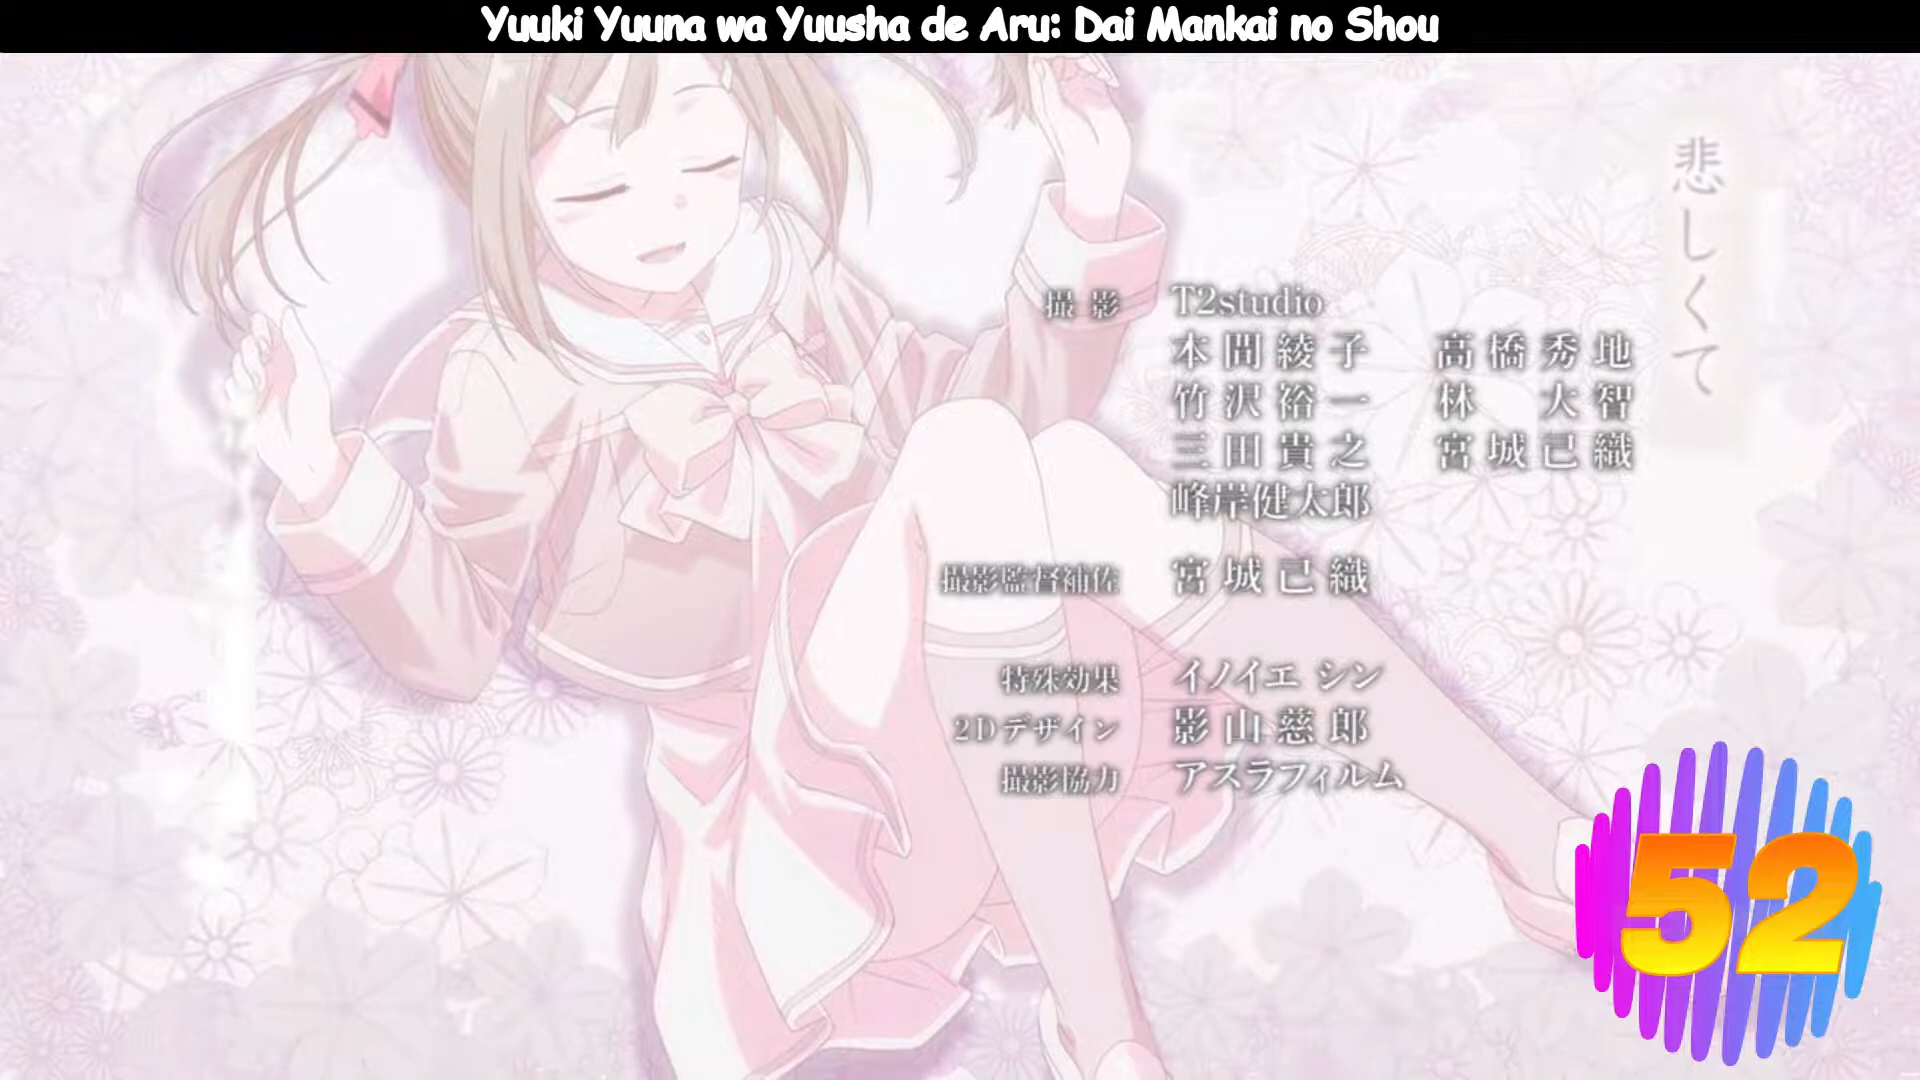 Yuuki Yuuna wa Yuusha de Aru: Dai Mankai no Shou
悲しくて
撮影 T2studio
本間綾子 髙橋秀地
竹沢裕一 林大智
三田貴之 宮城己織
峰岸健太郎
撮影監督補佐 宮城己織
特殊効果 イノイエ シン
2Dデザイン 影山慈郎
撮影協力 アスラフィルム
52